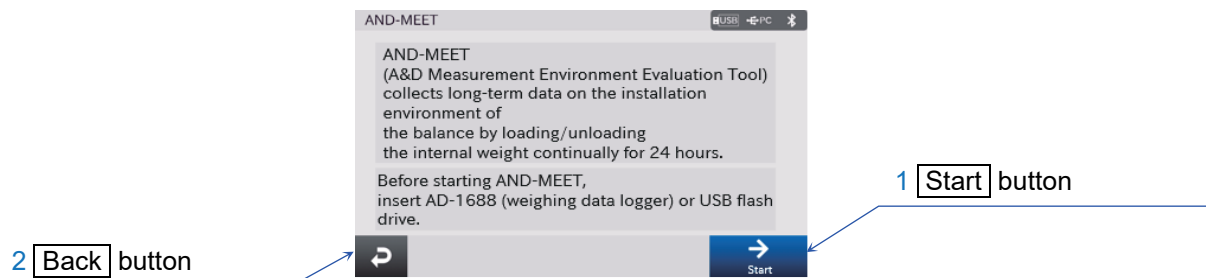 AND-MEET
USB PC
AND-MEET
(A&D Measurement Environment Evaluation Tool)
collects long-term data on the installation
environment of
the balance by loading/unloading
the internal weight continually for 24 hours.
Before starting AND-MEET,
insert AD-1688 (weighing data logger) or USB flash
drive.
1 Start button
2 Back button
Start